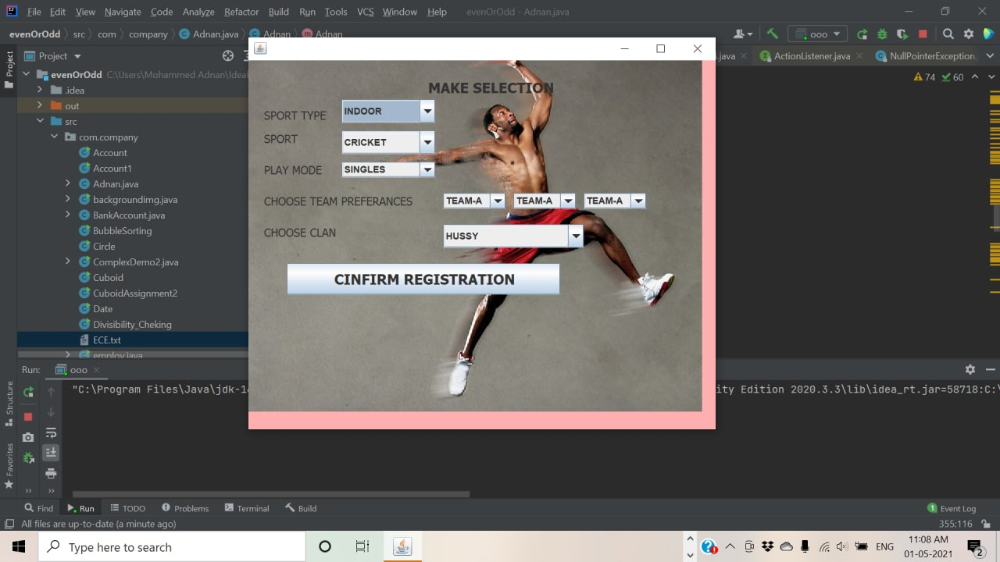 File Edit View Navigate Code Analyze Refactor Build Run Tools VCS Window Help evenOrOdd - Adnan.java
evenOrOdd src com company Adnan.java Adnan Adnan ooo
Project ActionListener.java NullPointerException
74 60
evenOrOdd C:\Users\Mohammed Adnan\Idea
.idea
out
src
com.company
Account
Account1
Adnan.java
backgroundimg.java
BankAccount.java
BubbleSorting
Circle
ComplexDemo2.java
Cuboid
CuboidAssignment2
Date
Divisibility_Cheking
ECE.txt
employ.java
Project
Structure
Favorites
MAKE SELECTION
SPORT TYPE INDOOR
SPORT CRICKET
PLAY MODE SINGLES
CHOOSE TEAM PREFERANCES TEAM-A TEAM-A TEAM-A
CHOOSE CLAN HUSSY
CINFIRM REGISTRATION
Run: ooo
"C:\Program Files\Java\jdk-1 ity Edition 2020.3.3\lib\idea_rt.jar=58718:C:\
Find Run TODO Problems Terminal Build 1 Event Log
All files are up-to-date (a minute ago) 355:116
Type here to search ENG 11:08 AM
01-05-2021 2